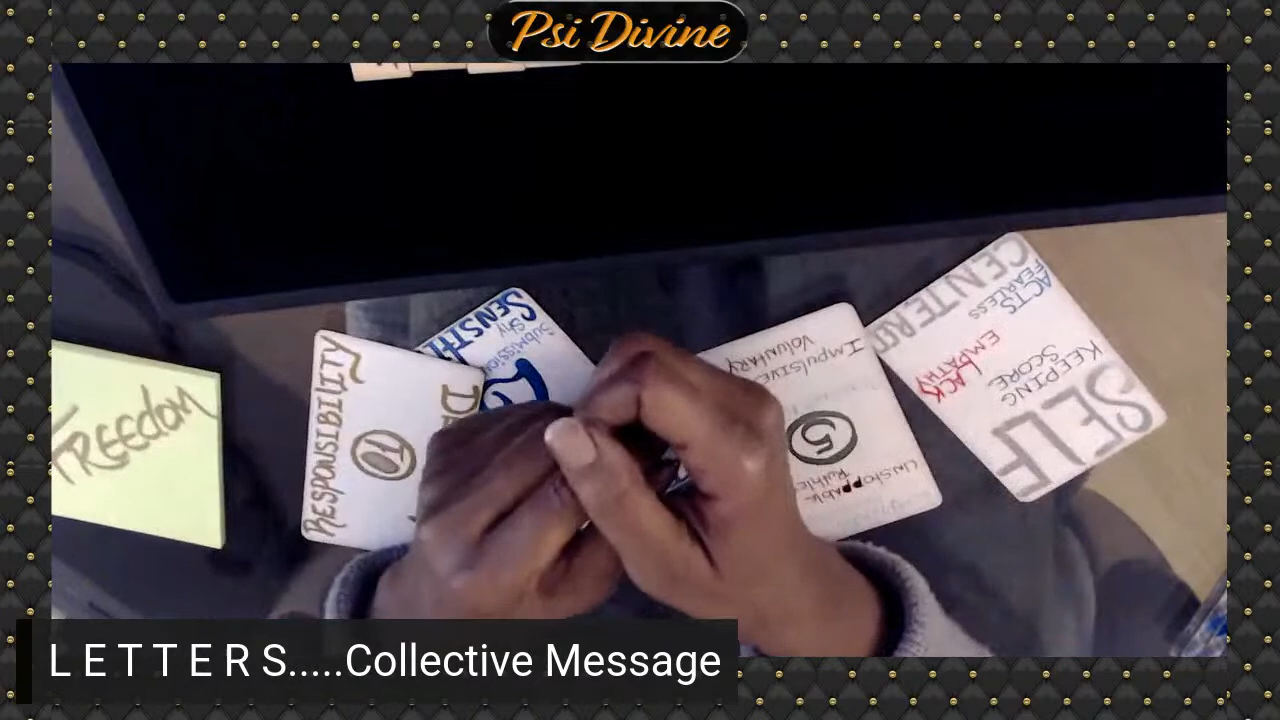 Psi Divine
FREEdom
RESPONSIBILITY
10
Submission
Shy
IMPULSIVE
VOLUNTARY
5
UNSTOPPABLE
CENTERED
ACTS
FEARLESS
LACK
EMPATHY
KEEPING
SCORE
SELF
L E T T E R S.....Collective Message